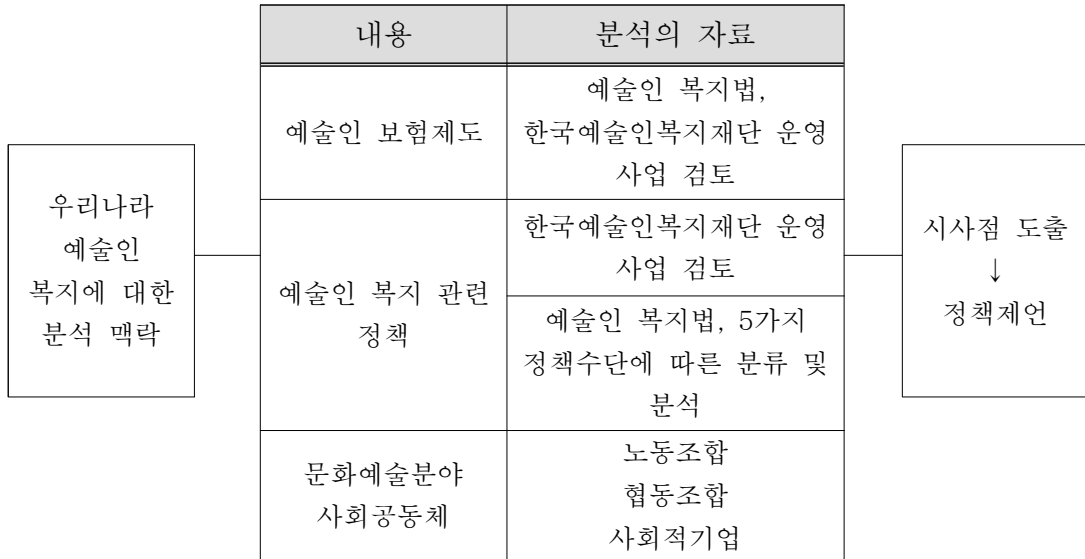 우리나라
예술인
복지에 대한
분석 맥락
내용
분석의 자료
예술인 보험제도
예술인 복지법,
한국예술인복지재단 운영
사업 검토
예술인 복지 관련
정책
한국예술인복지재단 운영
사업 검토
예술인 복지법, 5가지
정책수단에 따른 분류 및
분석
문화예술분야
사회공동체
노동조합
협동조합
사회적기업
시사점 도출
↓
정책제언